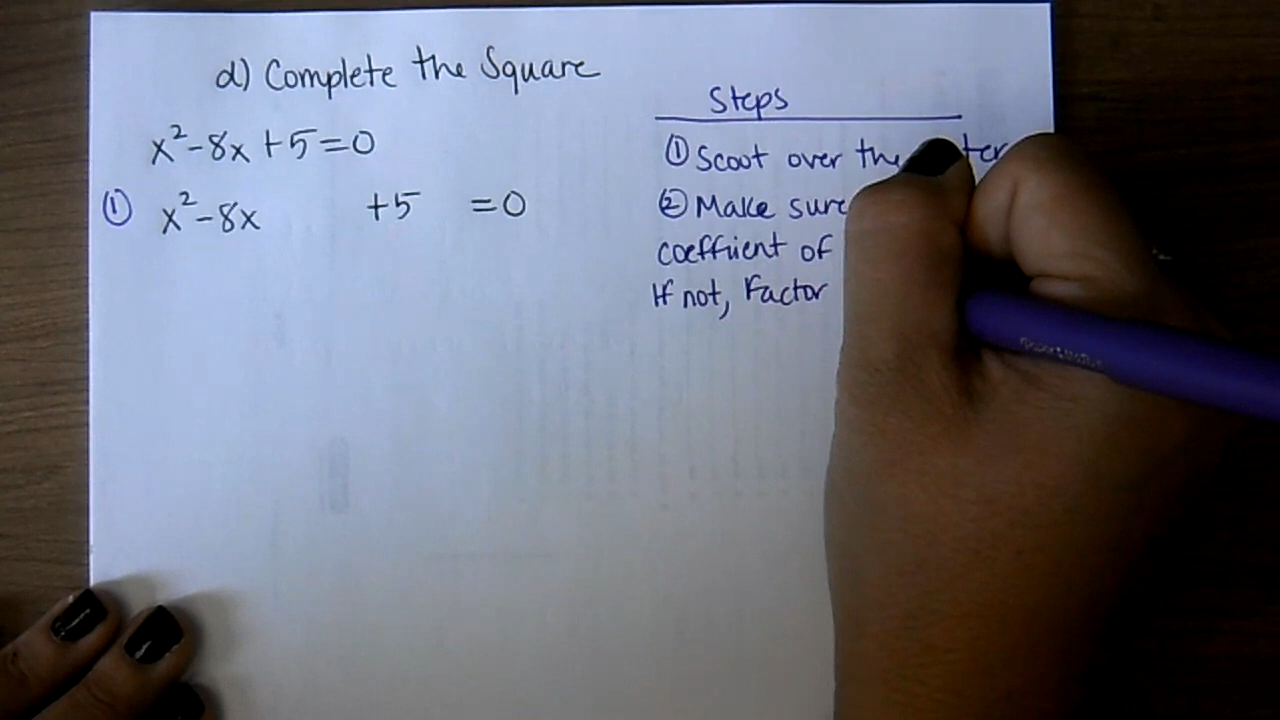 d) Complete the Square
x²-8x+5=0
① x²-8x +5 =0
Steps
① Scoot over the
② Make sure
coeffiient of
If not, Factor